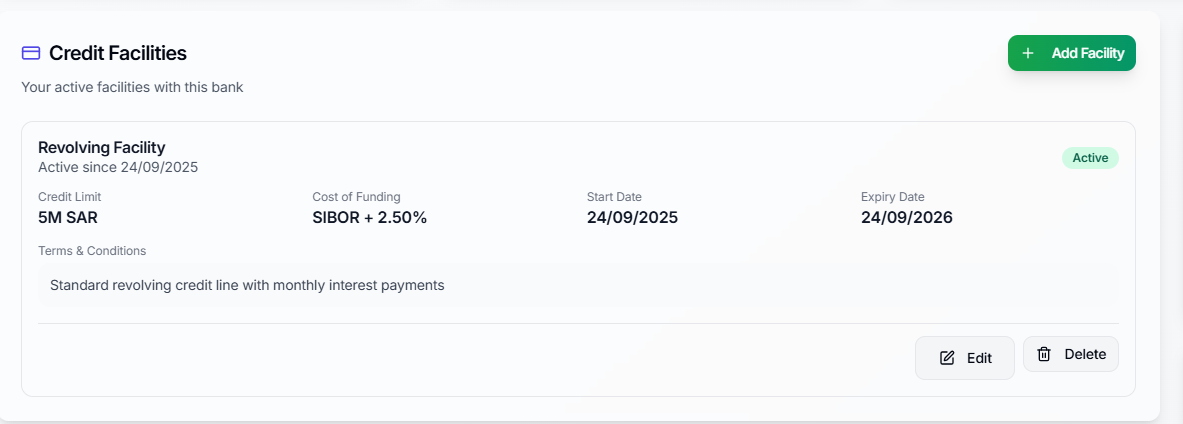 Credit Facilities
Add Facility
Your active facilities with this bank
Revolving Facility
Active since 24/09/2025
Active
Credit Limit
Cost of Funding
Start Date
Expiry Date
5M SAR
SIBOR + 2.50%
24/09/2025
24/09/2026
Terms & Conditions
Standard revolving credit line with monthly interest payments
Edit
Delete